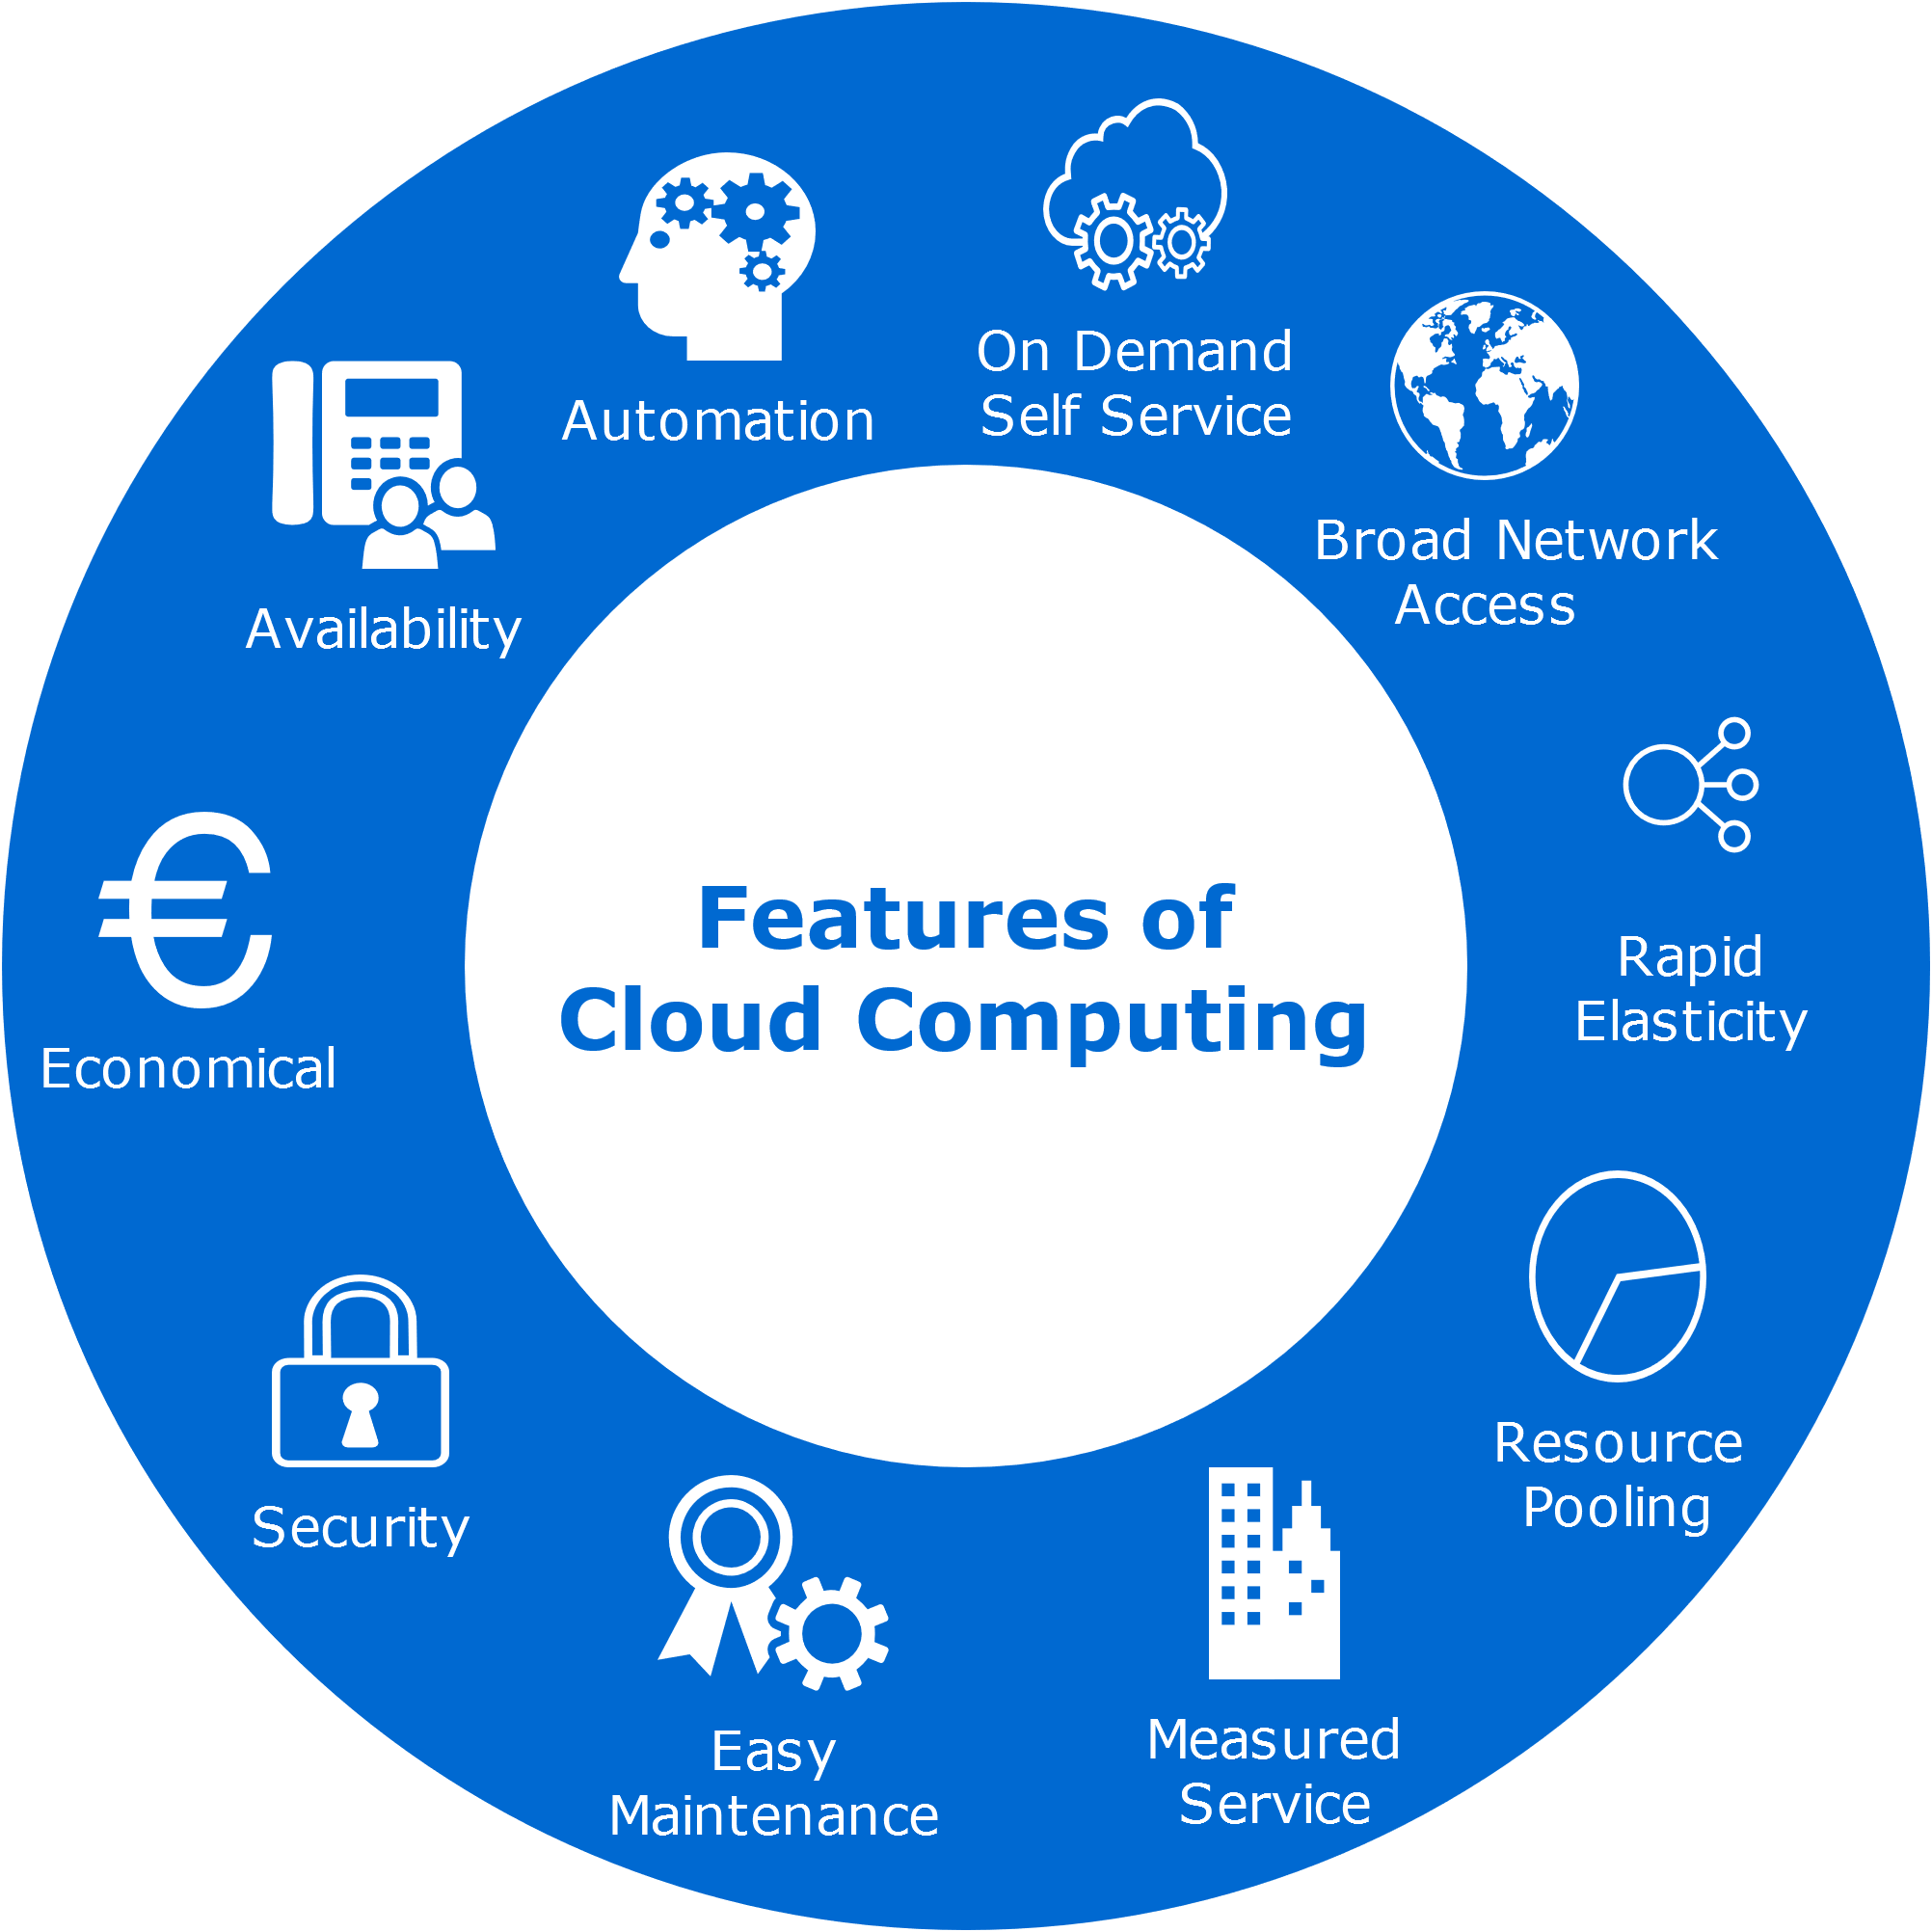 Features of
Cloud Computing
On Demand
Self Service
Broad Network
Access
Rapid
Elasticity
Resource
Pooling
Measured
Service
Easy
Maintenance
Security
Economical
Availability
Automation